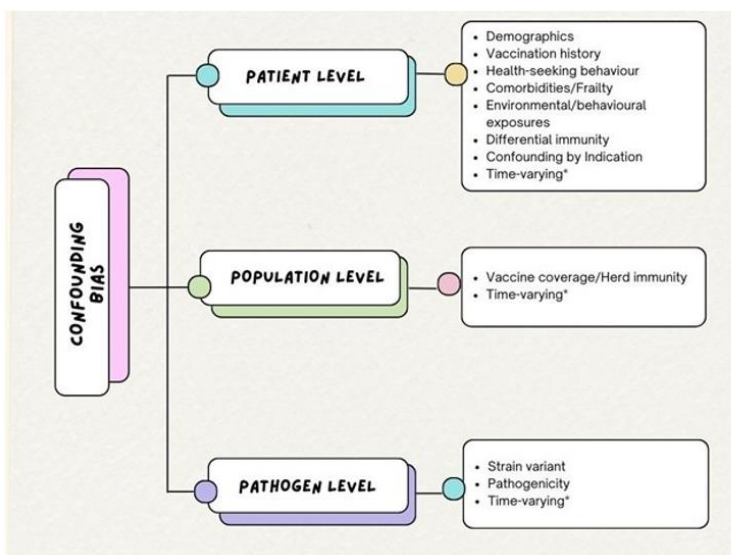 CONFOUNDING
BIAS
PATIENT LEVEL
• Demographics
• Vaccination history
• Health-seeking behaviour
• Comorbidities/Frailty
• Environmental/behavioural
exposures
• Differential immunity
• Confounding by Indication
• Time-varying*
POPULATION LEVEL
• Vaccine coverage/Herd immunity
• Time-varying*
PATHOGEN LEVEL
• Strain variant
• Pathogenicity
• Time-varying*